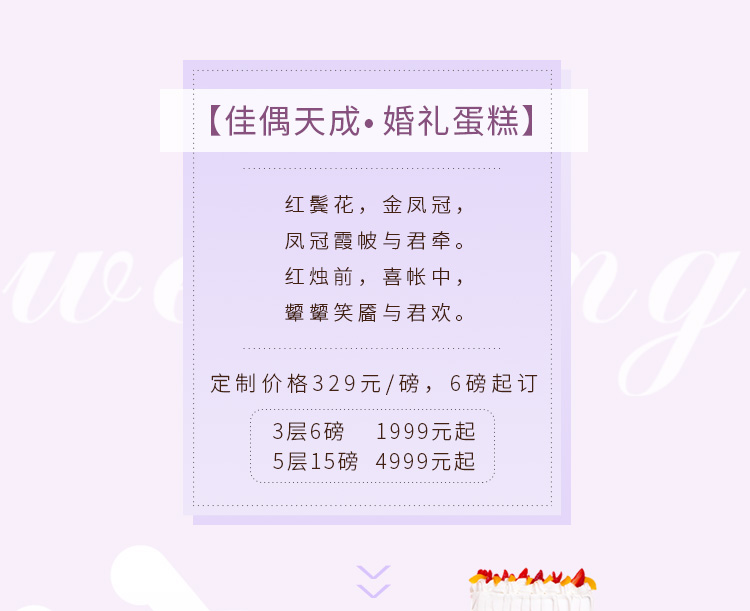 【佳偶天成•婚礼蛋糕】
红鬓花，金凤冠，
凤冠霞帔与君牵。
红烛前，喜帐中，
颦颦笑靥与君欢。
定制价格329元/磅，6磅起订
3层6磅 1999元起
5层15磅 4999元起